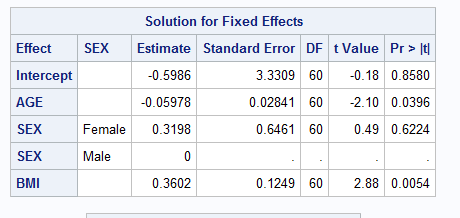 Solution for Fixed Effects
Effect SEX Estimate Standard Error DF t Value Pr > |t|
Intercept -0.5986 3.3309 60 -0.18 0.8580
AGE -0.05978 0.02841 60 -2.10 0.0396
SEX Female 0.3198 0.6461 60 0.49 0.6224
SEX Male 0 . . . .
BMI 0.3602 0.1249 60 2.88 0.0054